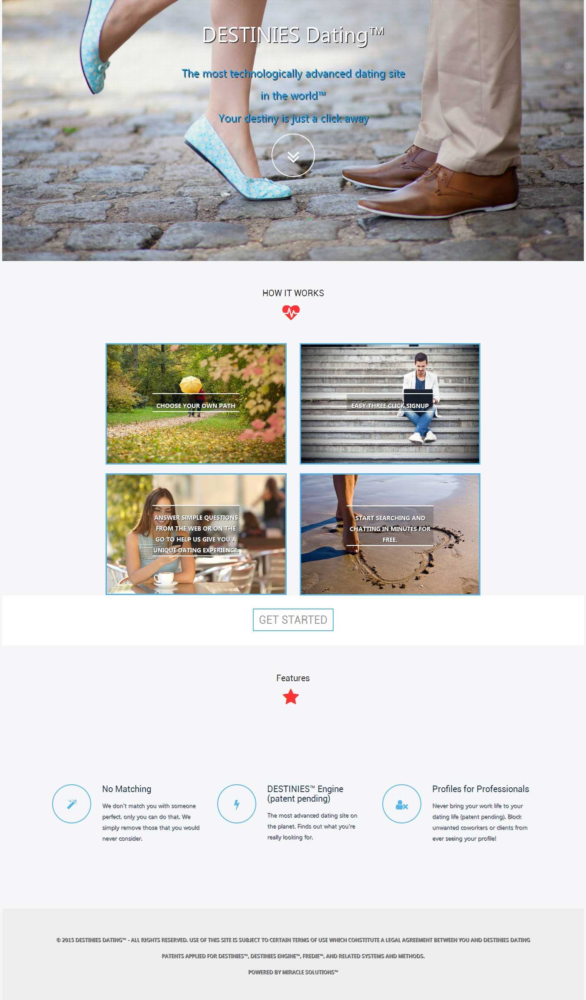 DESTINIES Dating™
The most technologically advanced dating site
in the world™
Your destiny is just a click away
HOW IT WORKS
CHOOSE YOUR OWN PATH
EASY THREE CLICK SIGNUP
ANSWER SIMPLE QUESTIONS
FROM THE WEB OR ON THE
GO TO HELP US GIVE YOU A
UNIQUE DATING EXPERIENCE.
START SEARCHING AND
CHATTING IN MINUTES FOR
FREE.
GET STARTED
Features
No Matching
We don't match you with someone
perfect, only you can do that. We
simply remove those that you would
never consider.
DESTINIES™ Engine
(patent pending)
The most advanced dating site on
the planet. Finds out what you're
really looking for.
Profiles for Professionals
Never bring your work life to your
dating life (patent pending). Block
unwanted coworkers or clients from
ever seeing your profile!
© 2015 DESTINIES DATING™ - ALL RIGHTS RESERVED. USE OF THIS SITE IS SUBJECT TO CERTAIN TERMS OF USE WHICH CONSTITUTE A LEGAL AGREEMENT BETWEEN YOU AND DESTINIES DATING
PATENTS APPLIED FOR DESTINIES™, DESTINIES ENGINE™, FREDIE™, AND RELATED SYSTEMS AND METHODS.
POWERED BY MIRACLE SOLUTIONS™